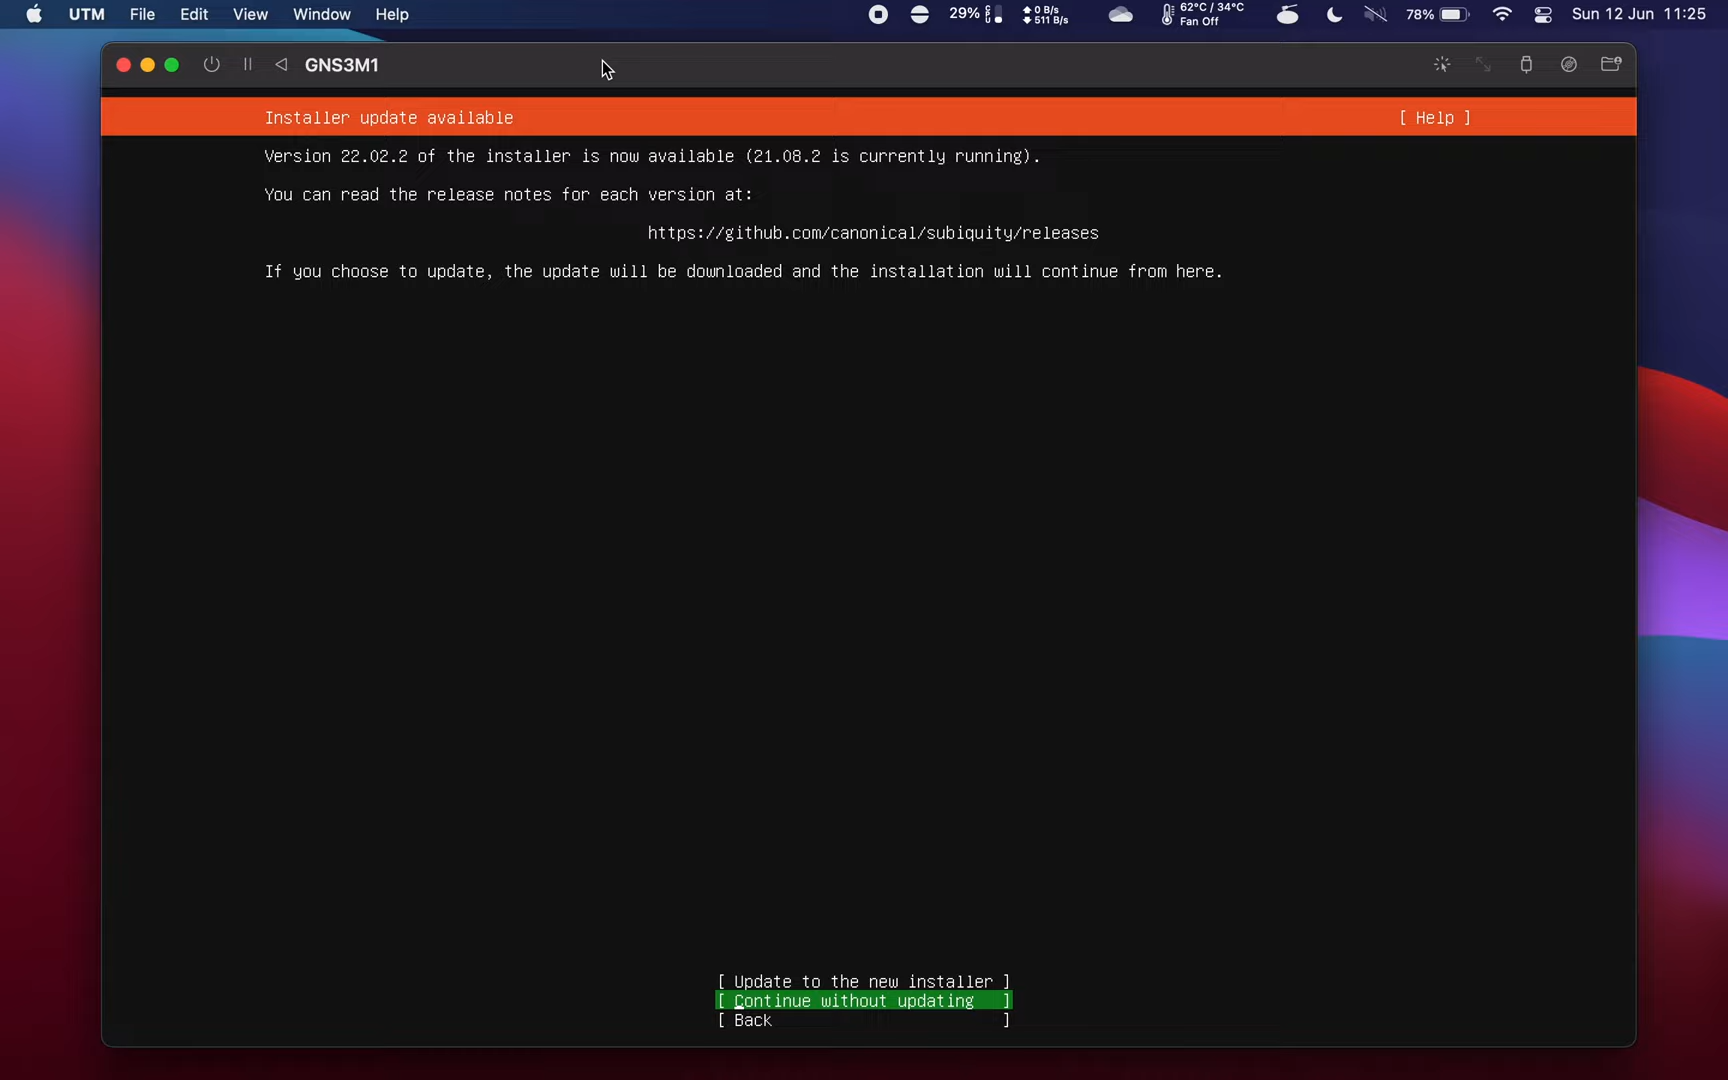 UTM File Edit View Window Help 29% CPU 0 B/s 511 B/s 62°C / 34°C Fan Off 78% Sun 12 Jun 11:25
GNS3M1
Installer update available [ Help ]
Version 22.02.2 of the installer is now available (21.08.2 is currently running).
You can read the release notes for each version at:
https://github.com/canonical/subiquity/releases
If you choose to update, the update will be downloaded and the installation will continue from here.
[ Update to the new installer ]
[ Continue without updating ]
[ Back ]